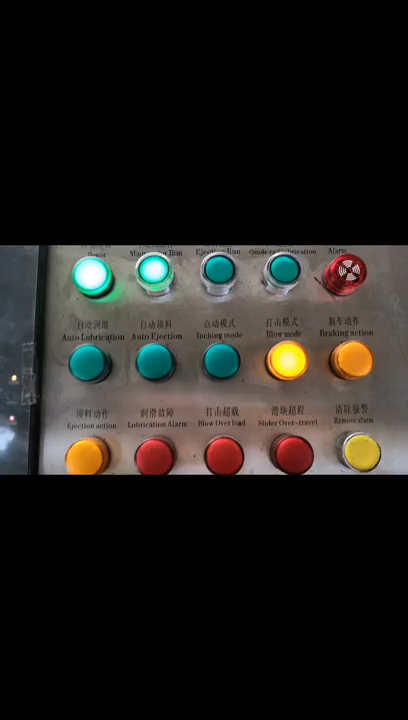 Power
Run
Ejection Run
Alarm
自动润滑
Auto Lubrication
自动顶料
Auto Ejection
点动模式
Inching mode
打击模式
Blow mode
刹车动作
Braking action
顶料动作
Ejection action
润滑故障
Lubrication Alarm
打击超载
Blow Over load
滑块超程
Slider Over-travel
清除报警
Remove alarm